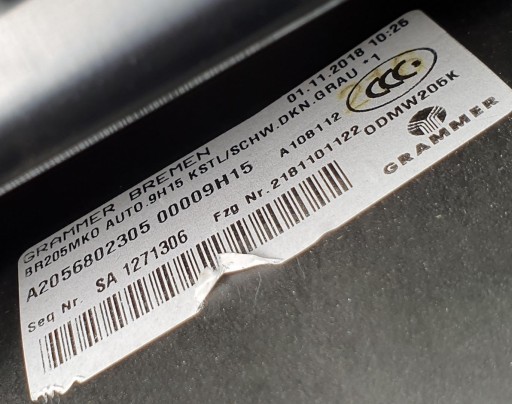 GRAMMER BREMEN 01.11.2018 10:25
BR205MKO AUTO.9H15 KSTL/SCHW.DKN.GRAU *1
A2056802305 00009H15 A108112 CCC
Seq Nr. SA 1271306 Fzg Nr.2181101122 0DMW206K
GRAMMER